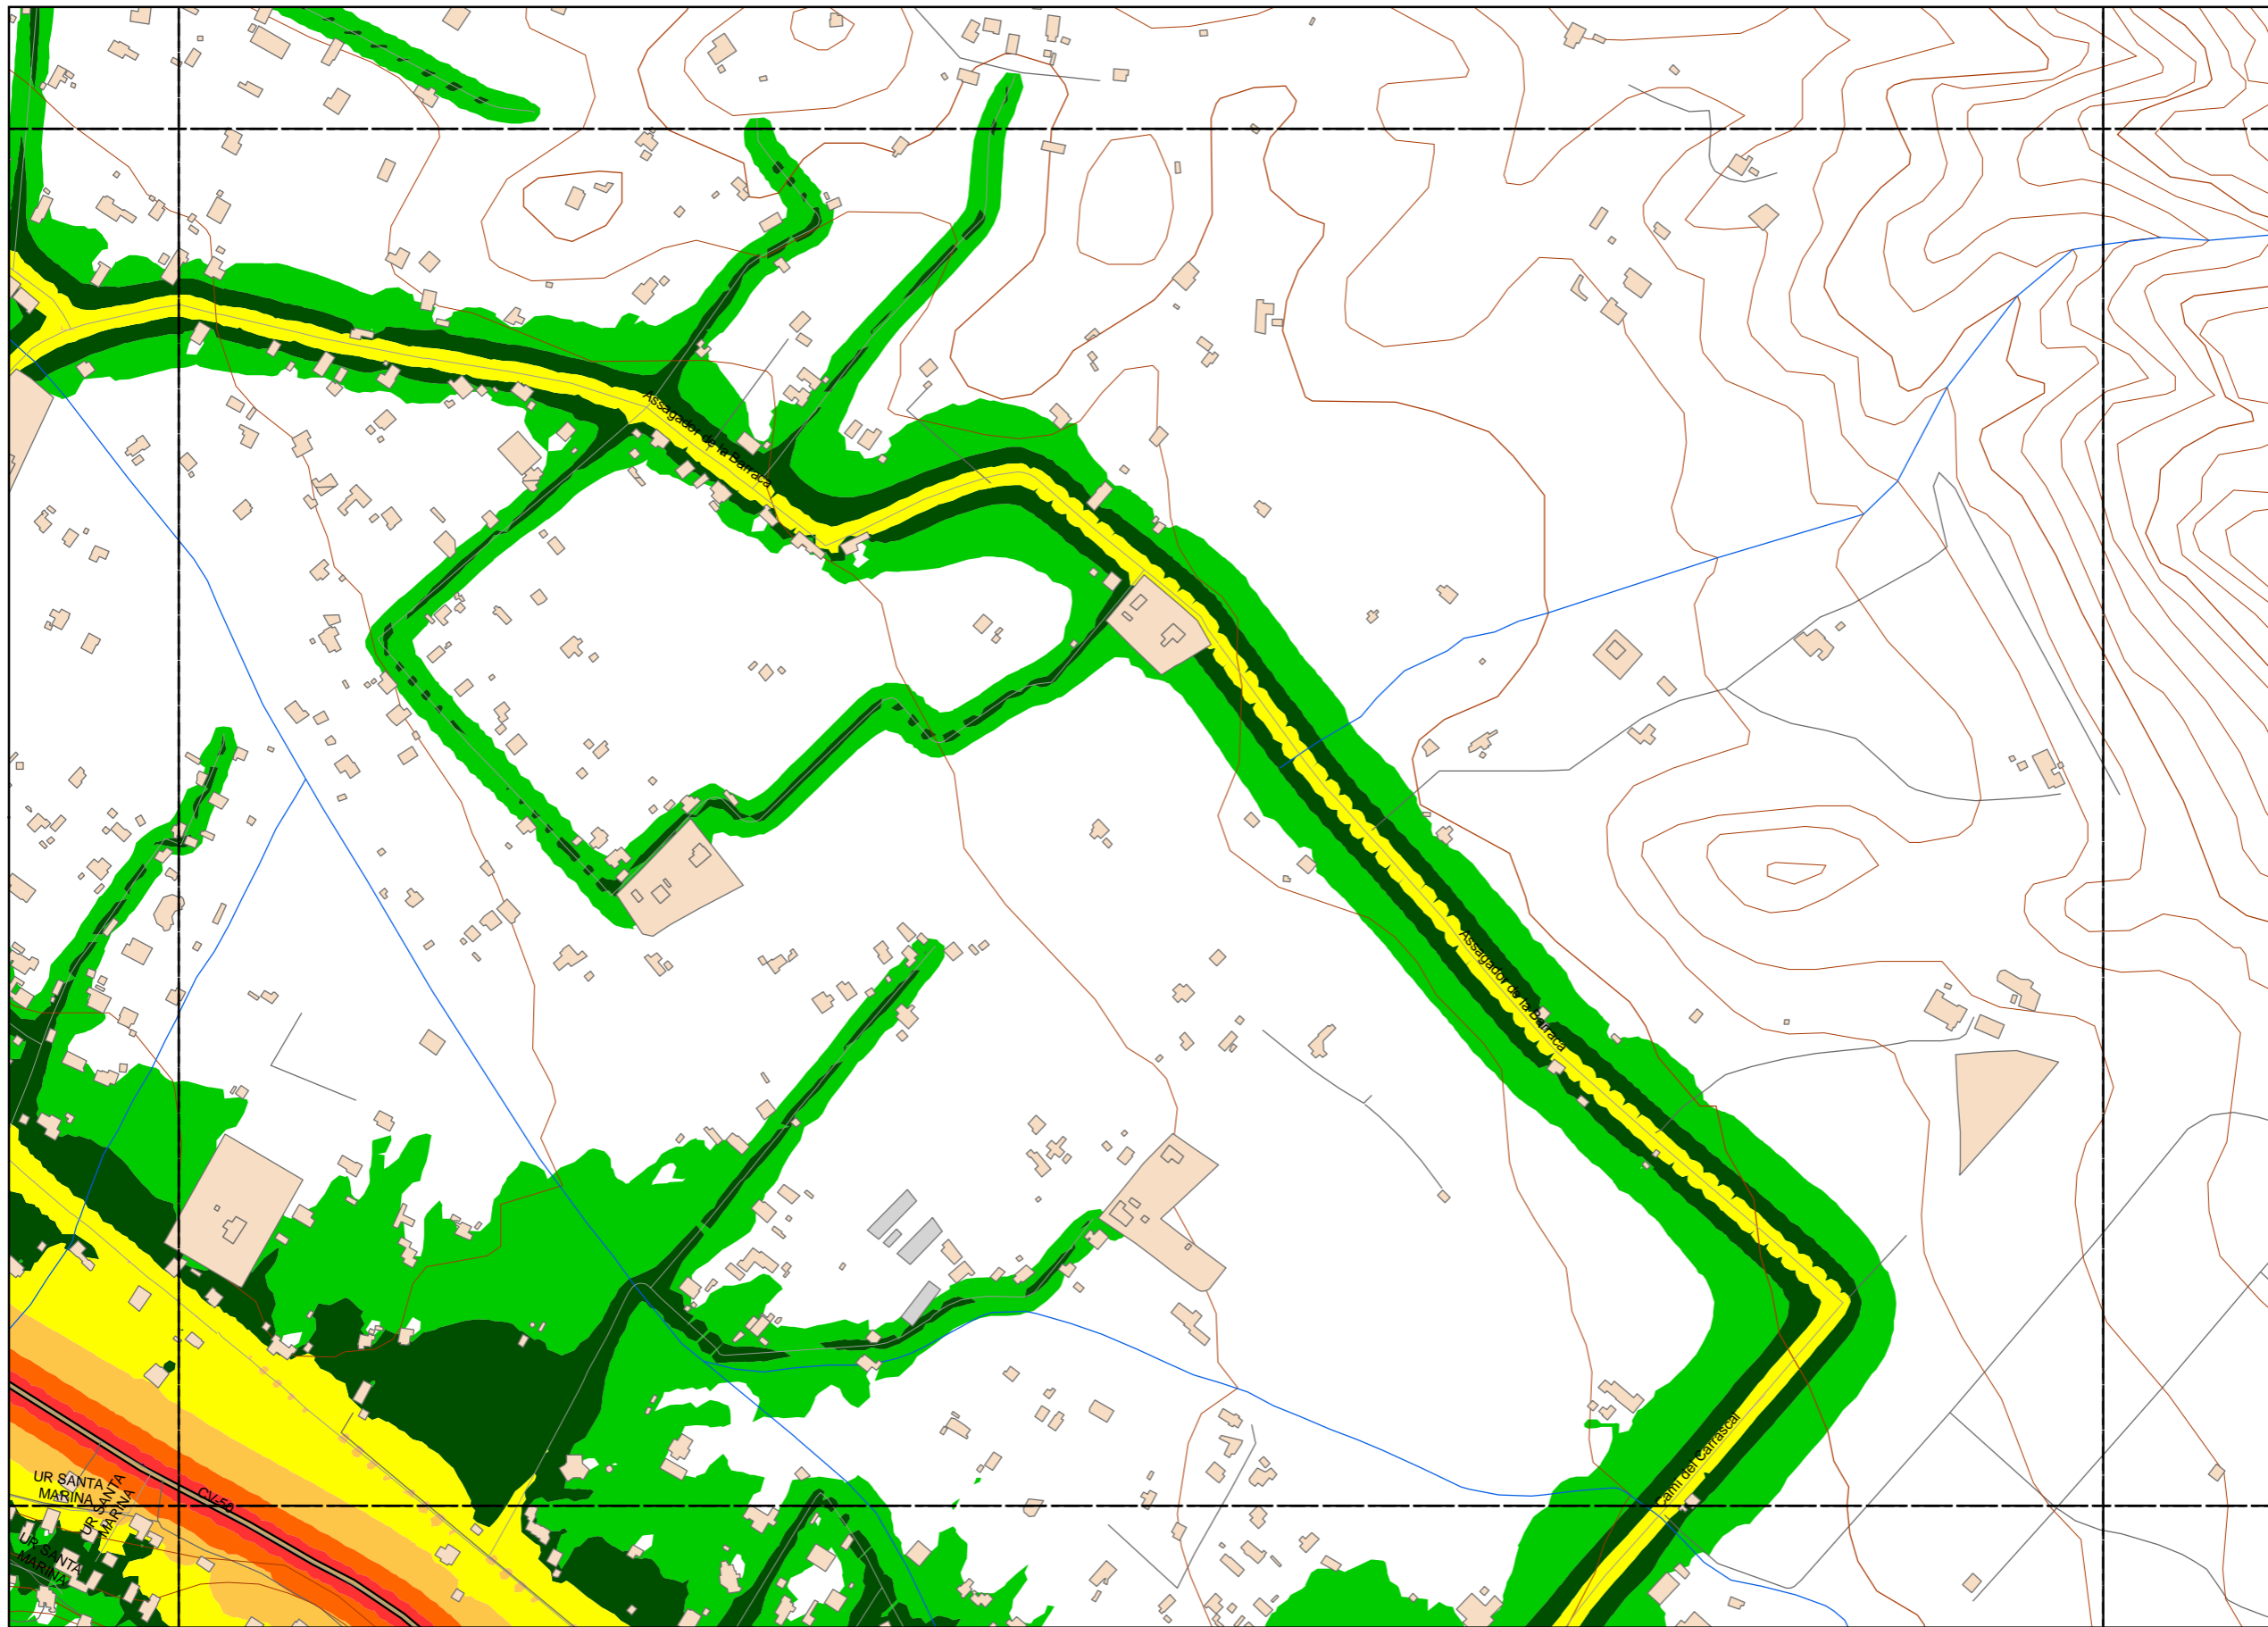 Assagador de la Barraca
Assagador de la Barraca
Camí del Carrascal
UR SANTA
MARINA
UR SANTA
MARINA
CV-50
UR SANTA
MARINA